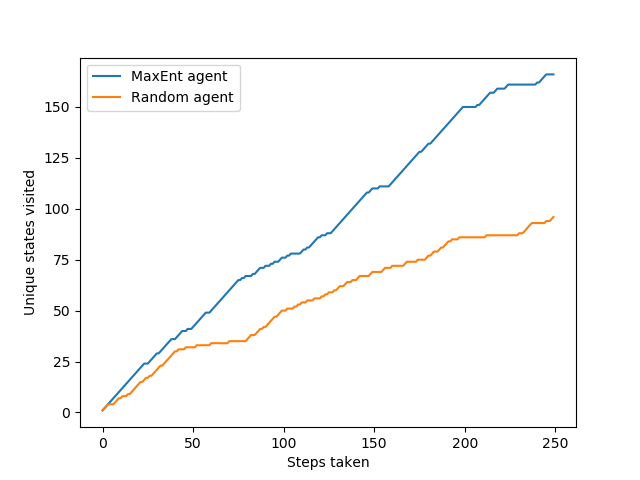 MaxEnt agent
Random agent
Unique states visited
150
125
100
75
50
25
0
0 50 100 150 200 250
Steps taken